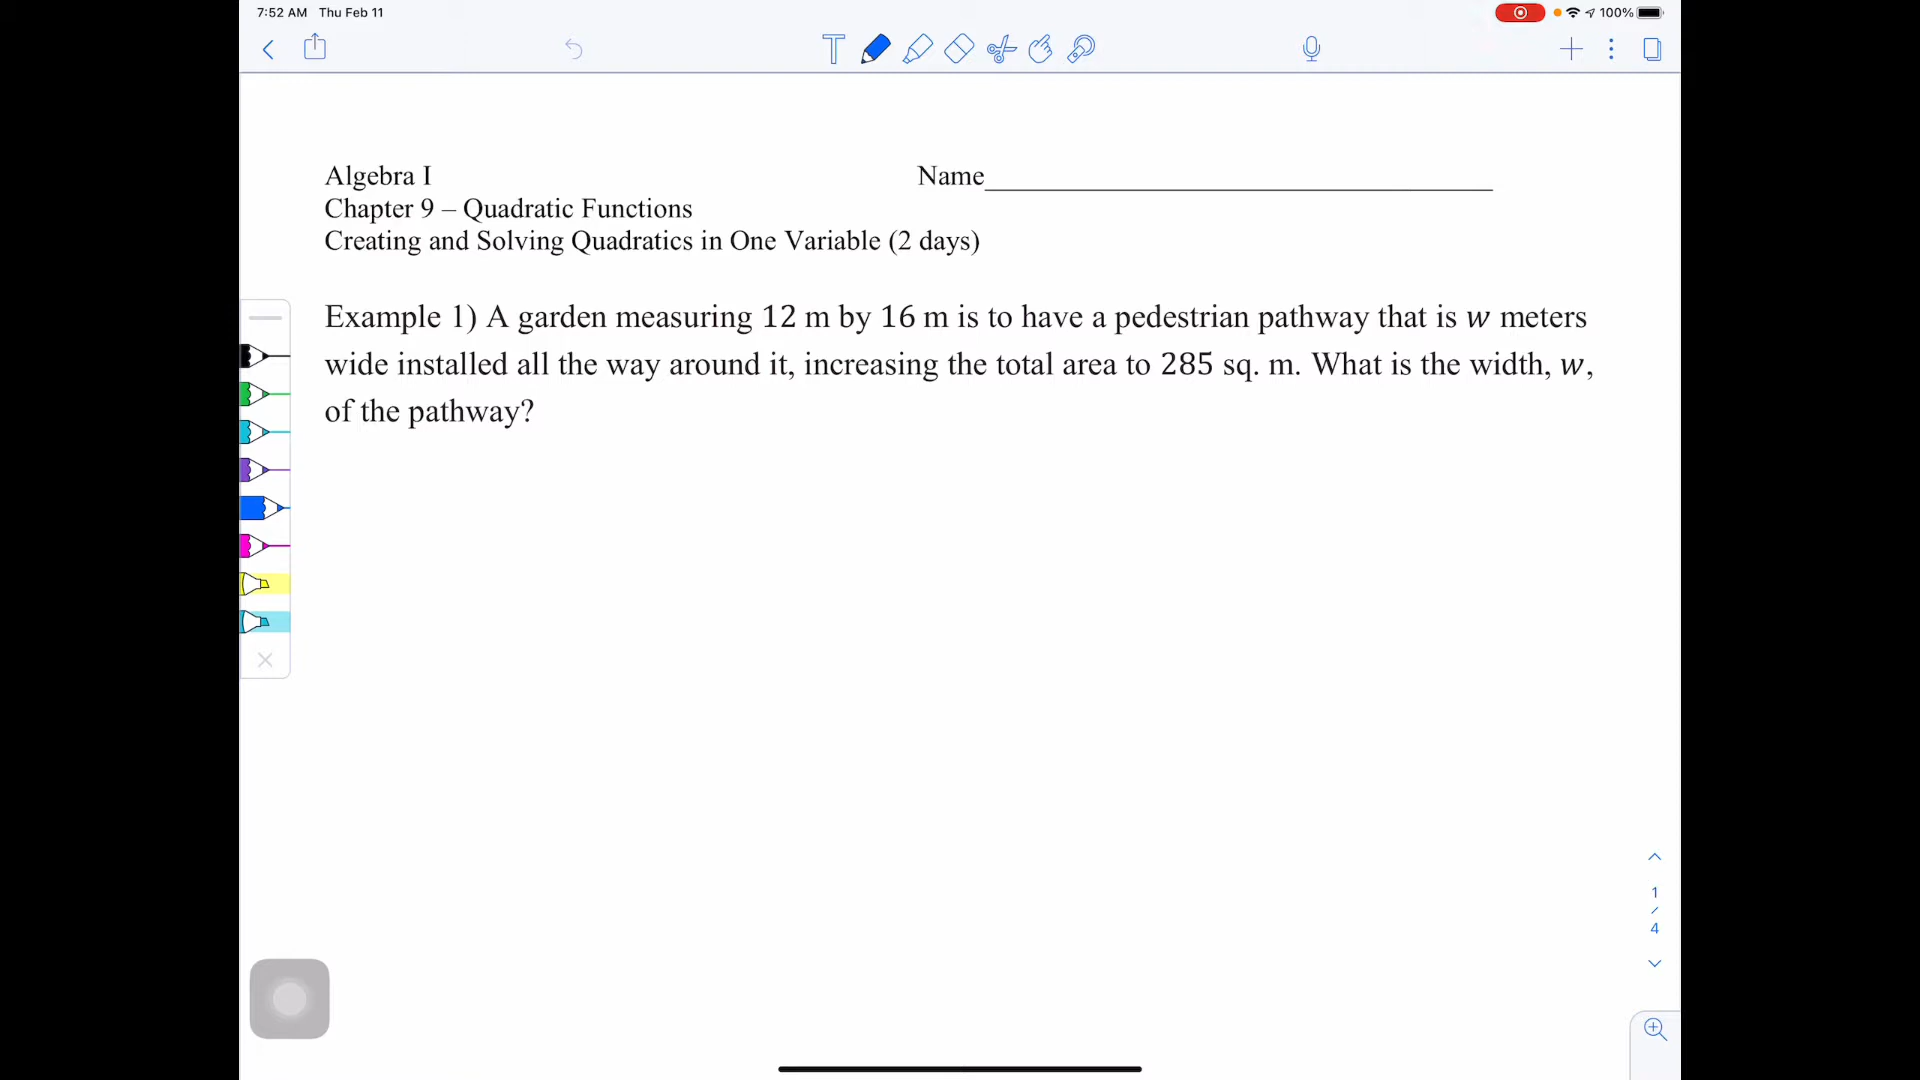 7:52 AM Thu Feb 11
100%
Algebra I
Name
Chapter 9 – Quadratic Functions
Creating and Solving Quadratics in One Variable (2 days)
Example 1) A garden measuring 12 m by 16 m is to have a pedestrian pathway that is w meters
wide installed all the way around it, increasing the total area to 285 sq. m. What is the width, w,
of the pathway?
1
/
4